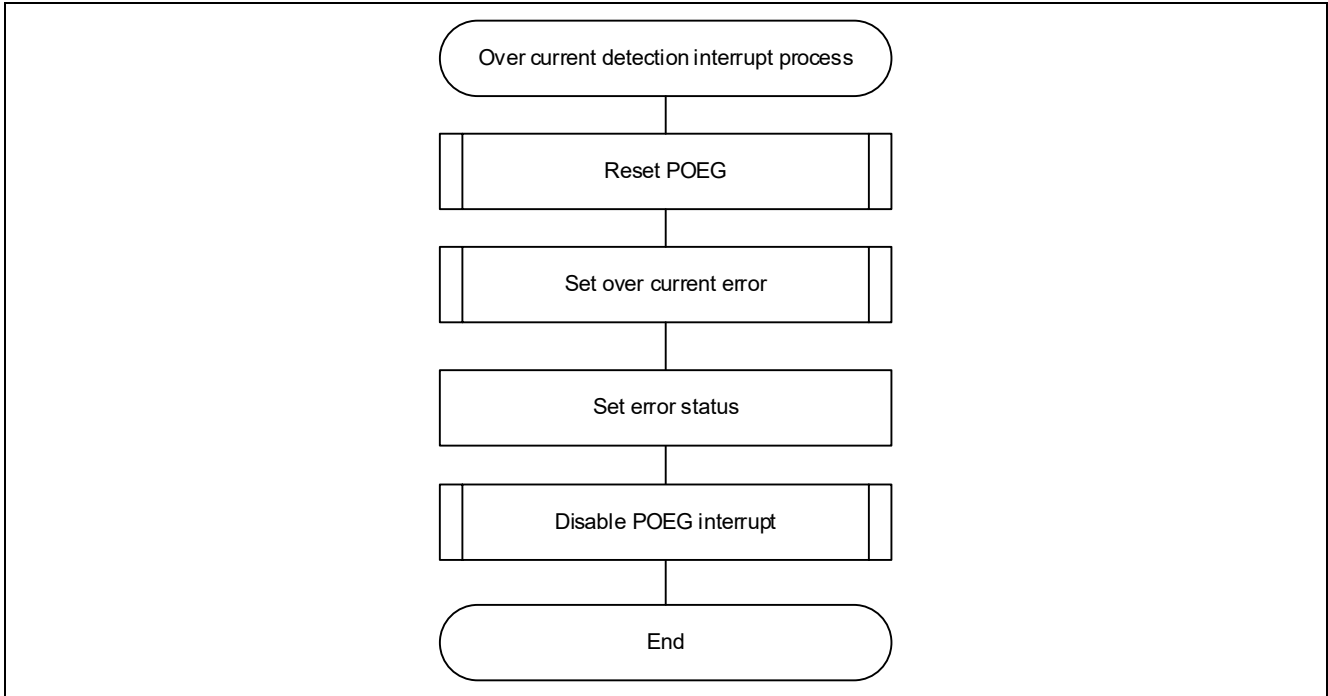 Over current detection interrupt process
Reset POEG
Set over current error
Set error status
Disable POEG interrupt
End